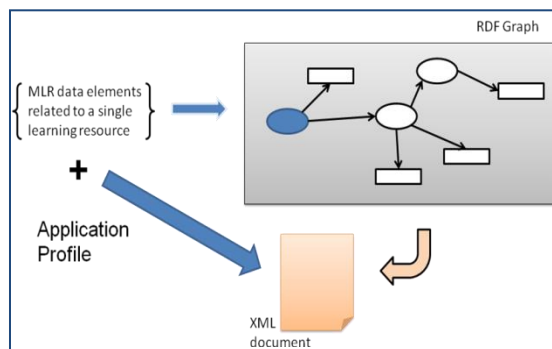 RDF Graph
MLR data elements
related to a single
learning resource
+
Application
Profile
XML
document